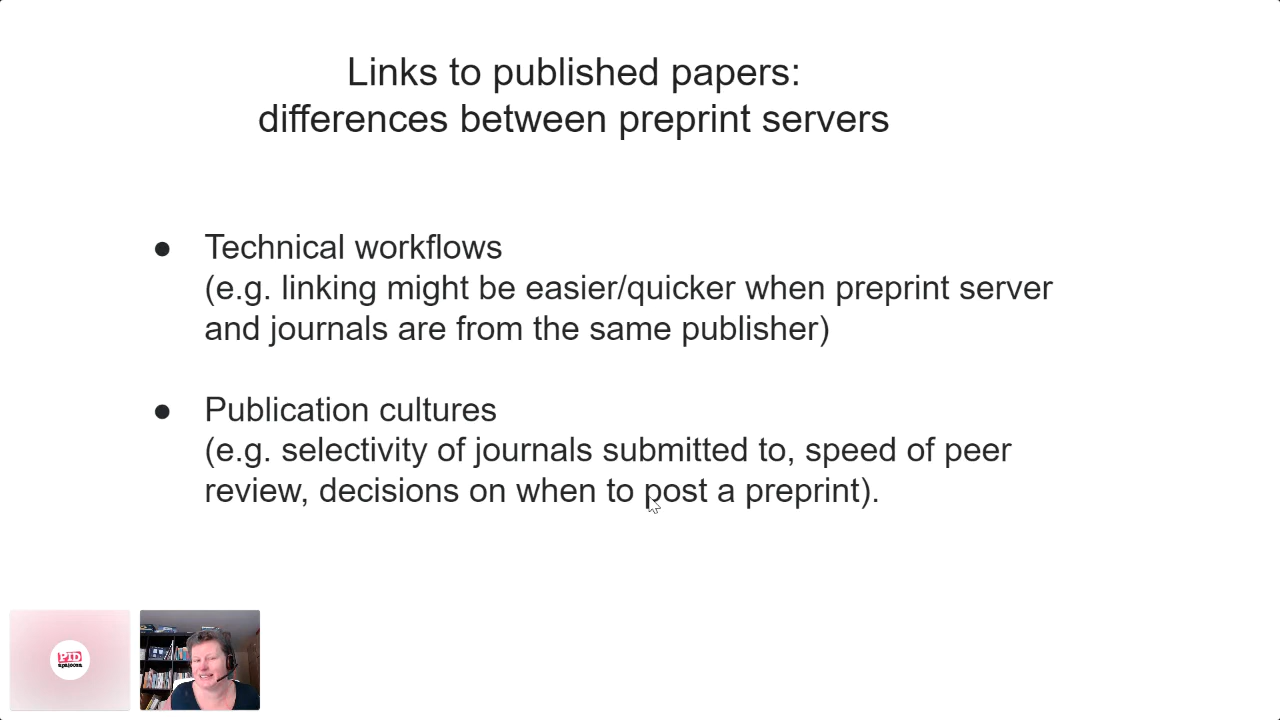 Links to published papers:
differences between preprint servers
● Technical workflows
(e.g. linking might be easier/quicker when preprint server
and journals are from the same publisher)
● Publication cultures
(e.g. selectivity of journals submitted to, speed of peer
review, decisions on when to post a preprint).
PID
apalooza